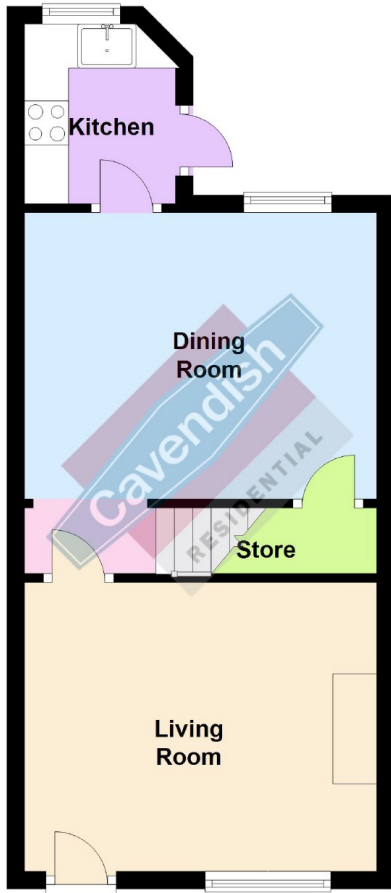 Kitchen
Dining
Room
Cavendish
RESIDENTIAL
Store
Living
Room